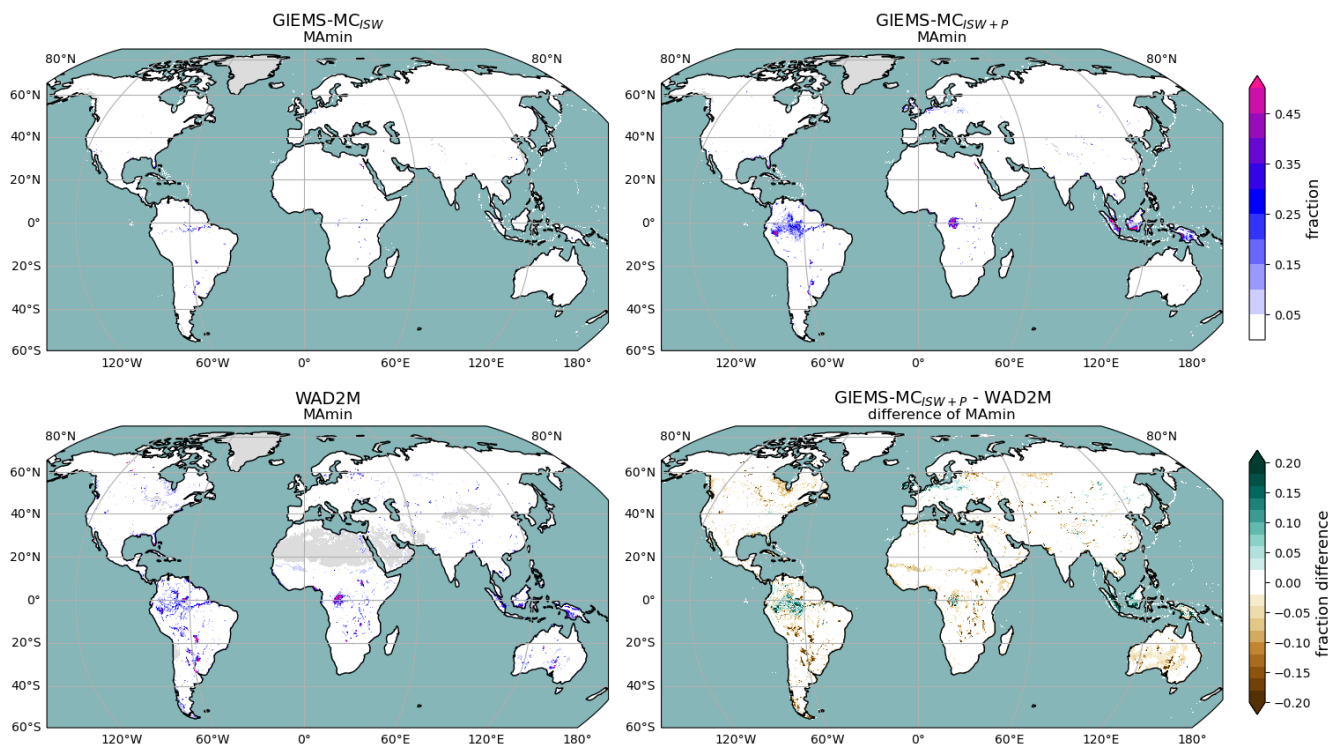 GIEMS-MC_ISW
MAmin
GIEMS-MC_ISW+P
MAmin
80°N
80°N
80°N
80°N
60°N
40°N
20°N
0°
20°S
40°S
60°S
120°W
60°W
0°
60°E
120°E
180°
60°N
40°N
20°N
0°
20°S
40°S
60°S
120°W
60°W
0°
60°E
120°E
180°
0.45
0.35
0.25
0.15
0.05
fraction
WAD2M
MAmin
GIEMS-MC_ISW+P - WAD2M
difference of MAmin
80°N
80°N
80°N
80°N
60°N
40°N
20°N
0°
20°S
40°S
60°S
120°W
60°W
0°
60°E
120°E
180°
60°N
40°N
20°N
0°
20°S
40°S
60°S
120°W
60°W
0°
60°E
120°E
180°
0.20
0.15
0.10
0.05
0.00
−0.05
−0.10
−0.15
−0.20
fraction difference